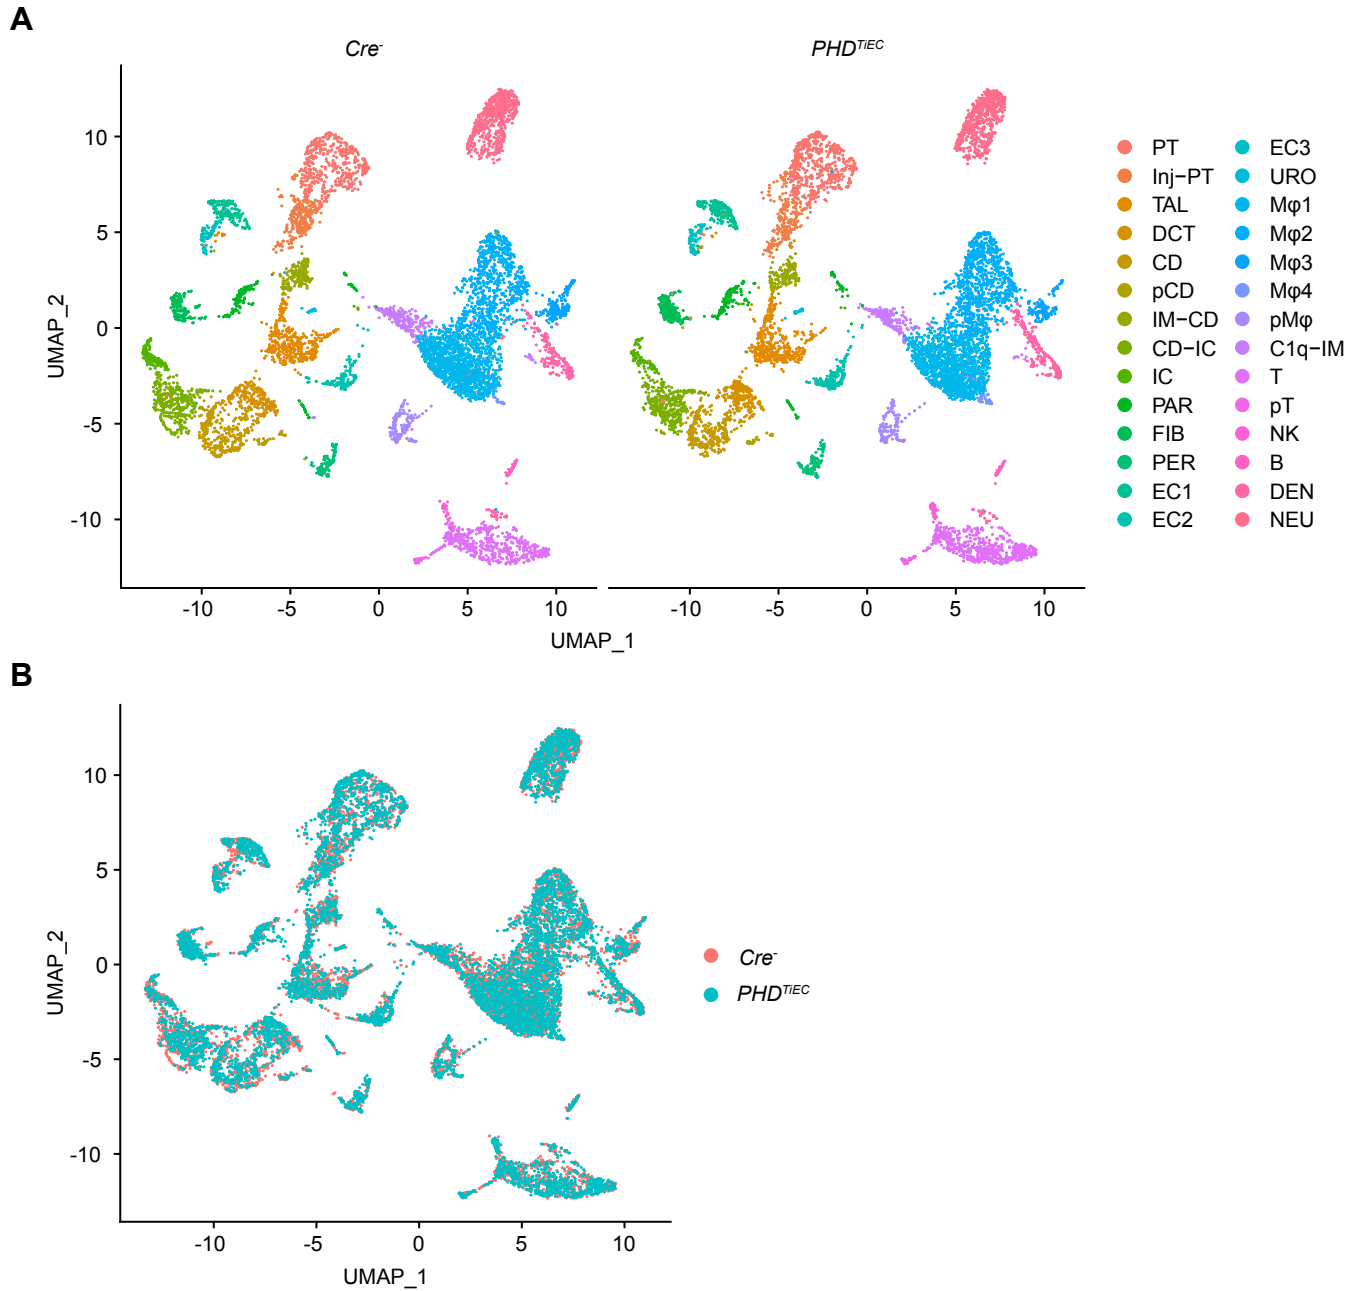 A
Cre-
PHDTiEC
10
5
0
-5
-10
UMAP_2
-10 -5 0 5 10
-10 -5 0 5 10
UMAP_1
PT
Inj−PT
TAL
DCT
CD
pCD
IM−CD
CD−IC
IC
PAR
FIB
PER
EC1
EC2
EC3
URO
Mφ1
Mφ2
Mφ3
Mφ4
pMφ
C1q−IM
T
pT
NK
B
DEN
NEU
B
10
5
0
-5
-10
UMAP_2
-10 -5 0 5 10
UMAP_1
Cre-
PHDTiEC